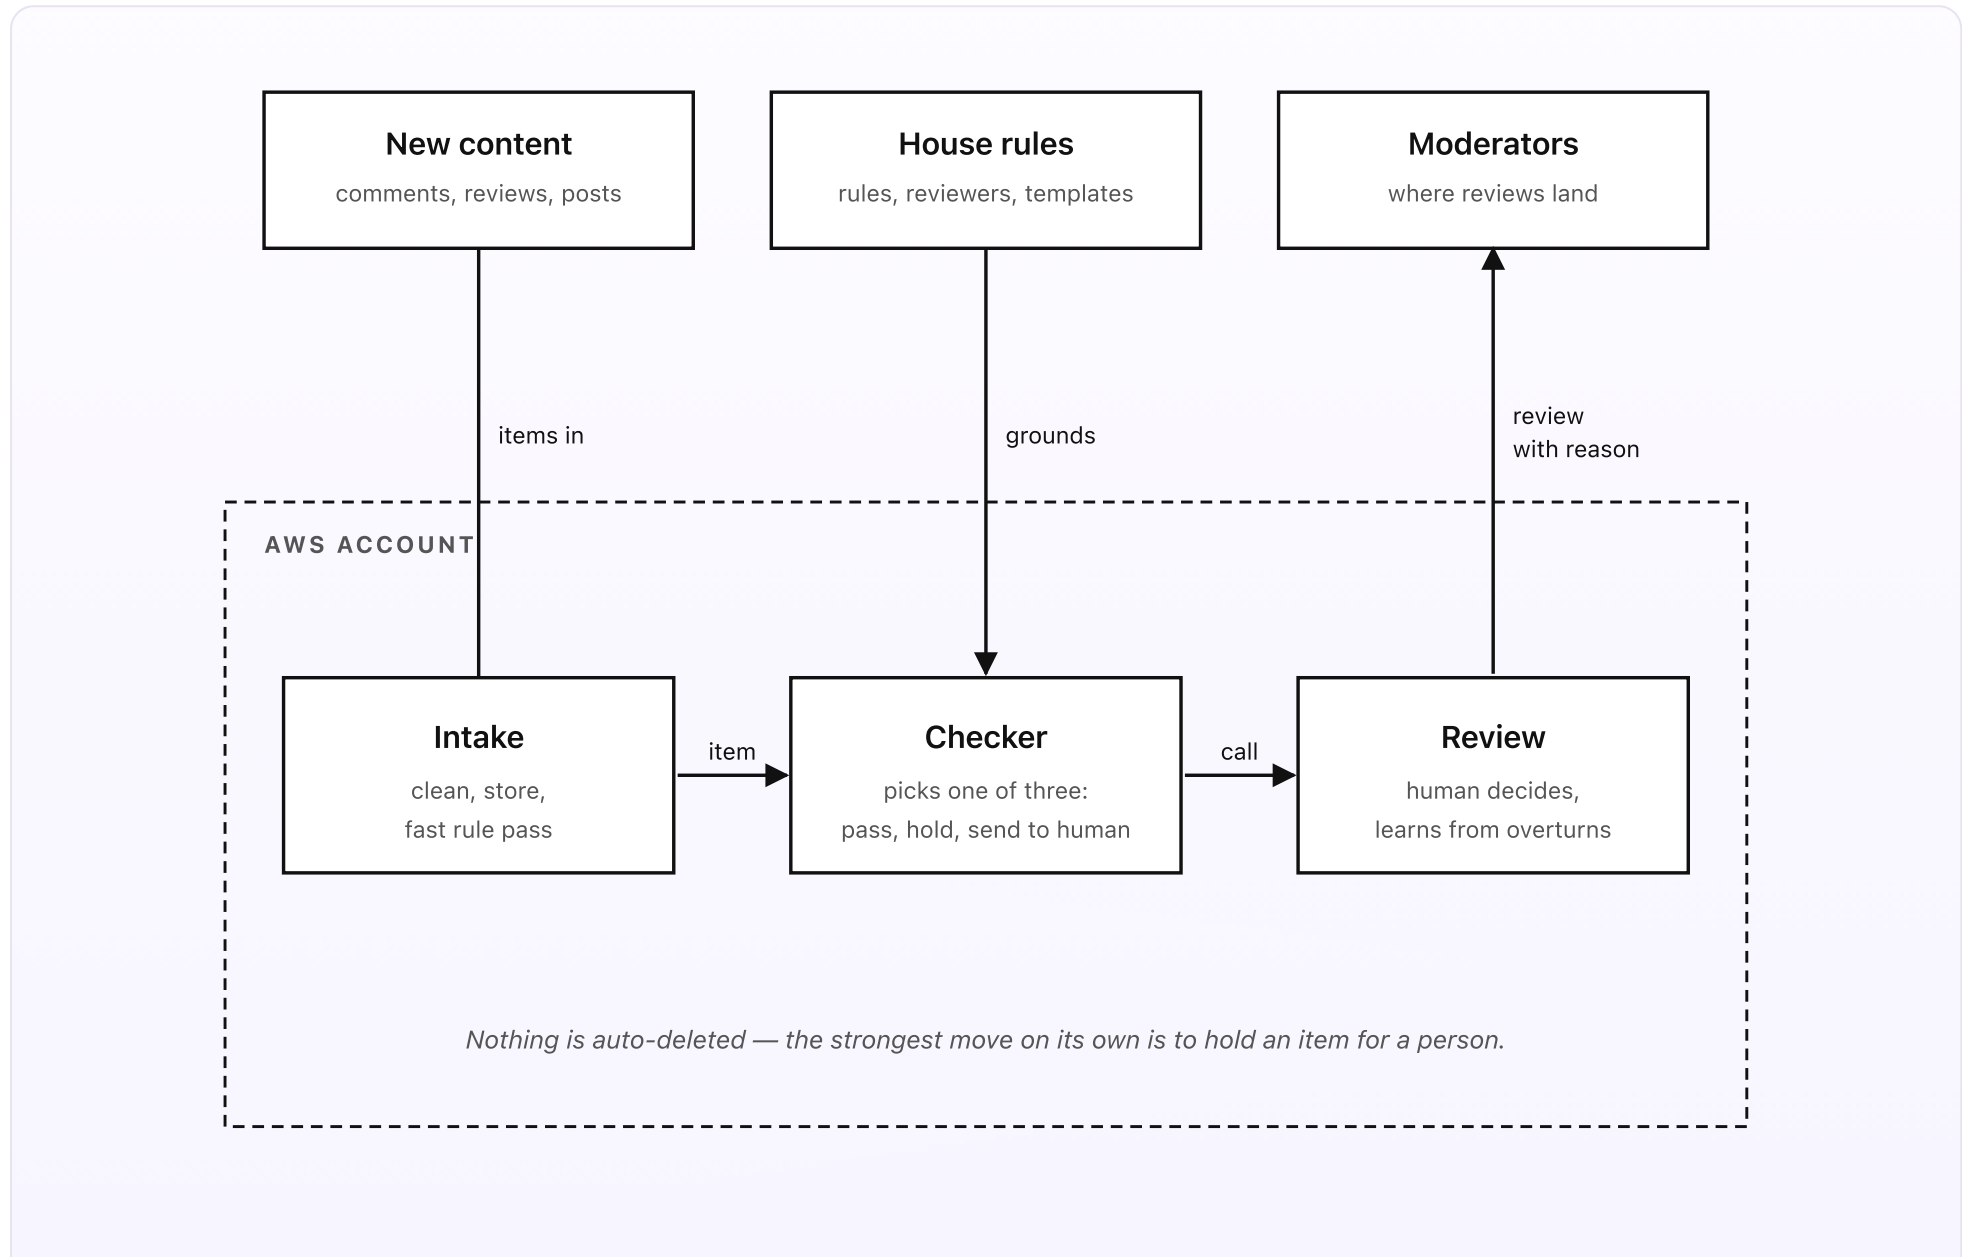 New content
comments, reviews, posts
House rules
rules, reviewers, templates
Moderators
where reviews land
items in
grounds
review
with reason
AWS ACCOUNT
Intake
clean, store,
fast rule pass
item
Checker
picks one of three:
pass, hold, send to human
call
Review
human decides,
learns from overturns
Nothing is auto-deleted — the strongest move on its own is to hold an item for a person.